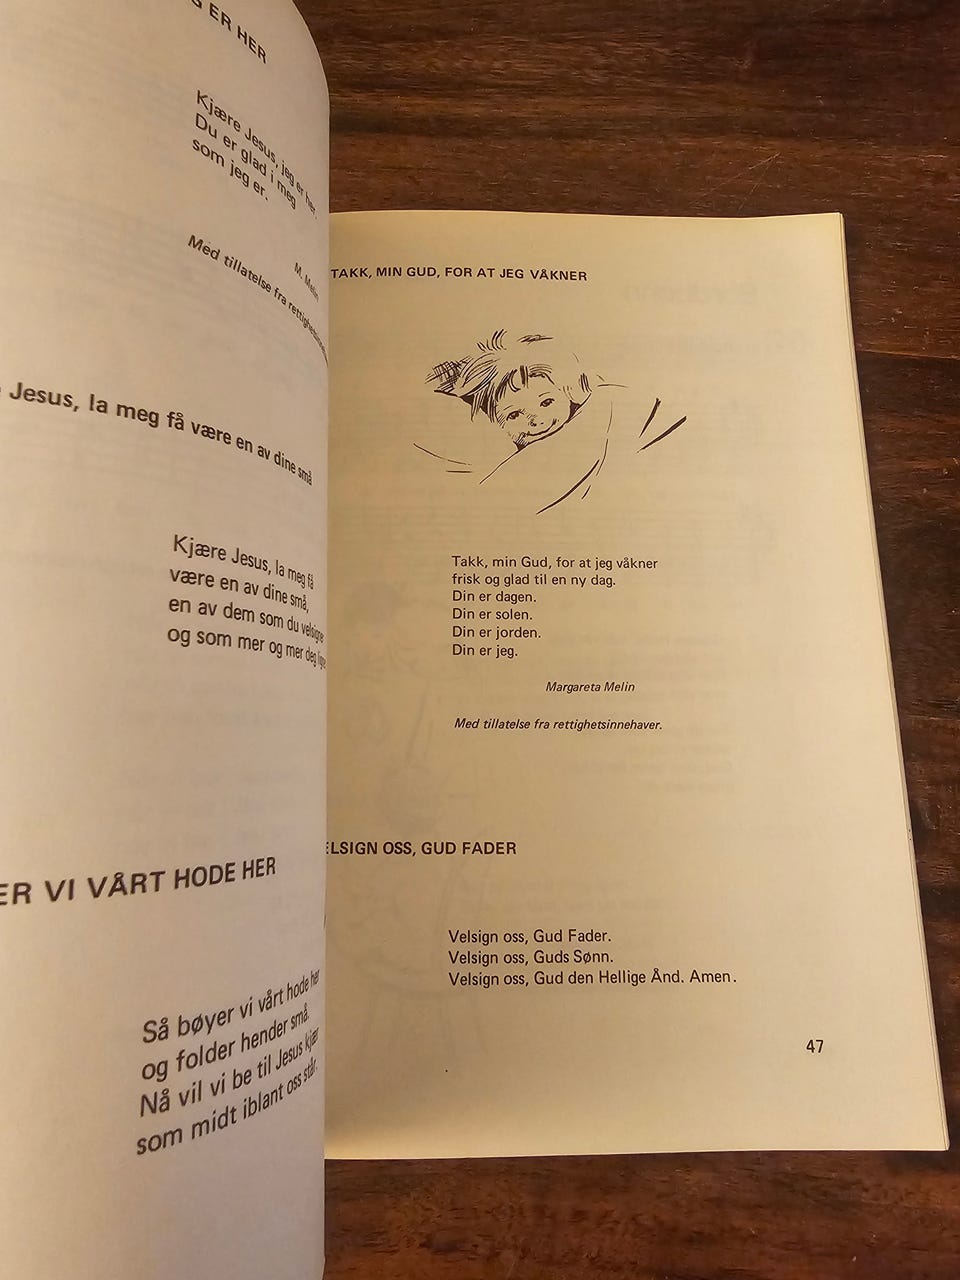 ER HER
Kjære Jesus, jeg er her.
Du er glad i meg
som jeg er.
M. Melin
Med tillatelse fra
Jesus, la meg få være en av dine små
Kjære Jesus, la meg få
være en av dine små,
en av dem som du velsigner
og som mer og mer deg
VI VÅRT HODE HER
Så bøyer vi vårt hode her
og folder hender små.
Nå vil vi be til Jesus kjær
som midt iblant oss står.
TAKK, MIN GUD, FOR AT JEG VÅKNER
Takk, min Gud, for at jeg våkner
frisk og glad til en ny dag.
Din er dagen.
Din er solen.
Din er jorden.
Din er jeg.
Margareta Melin
Med tillatelse fra rettighetsinnehaver.
ELSIGN OSS, GUD FADER
Velsign oss, Gud Fader.
Velsign oss, Guds Sønn.
Velsign oss, Gud den Hellige Ånd. Amen.
47